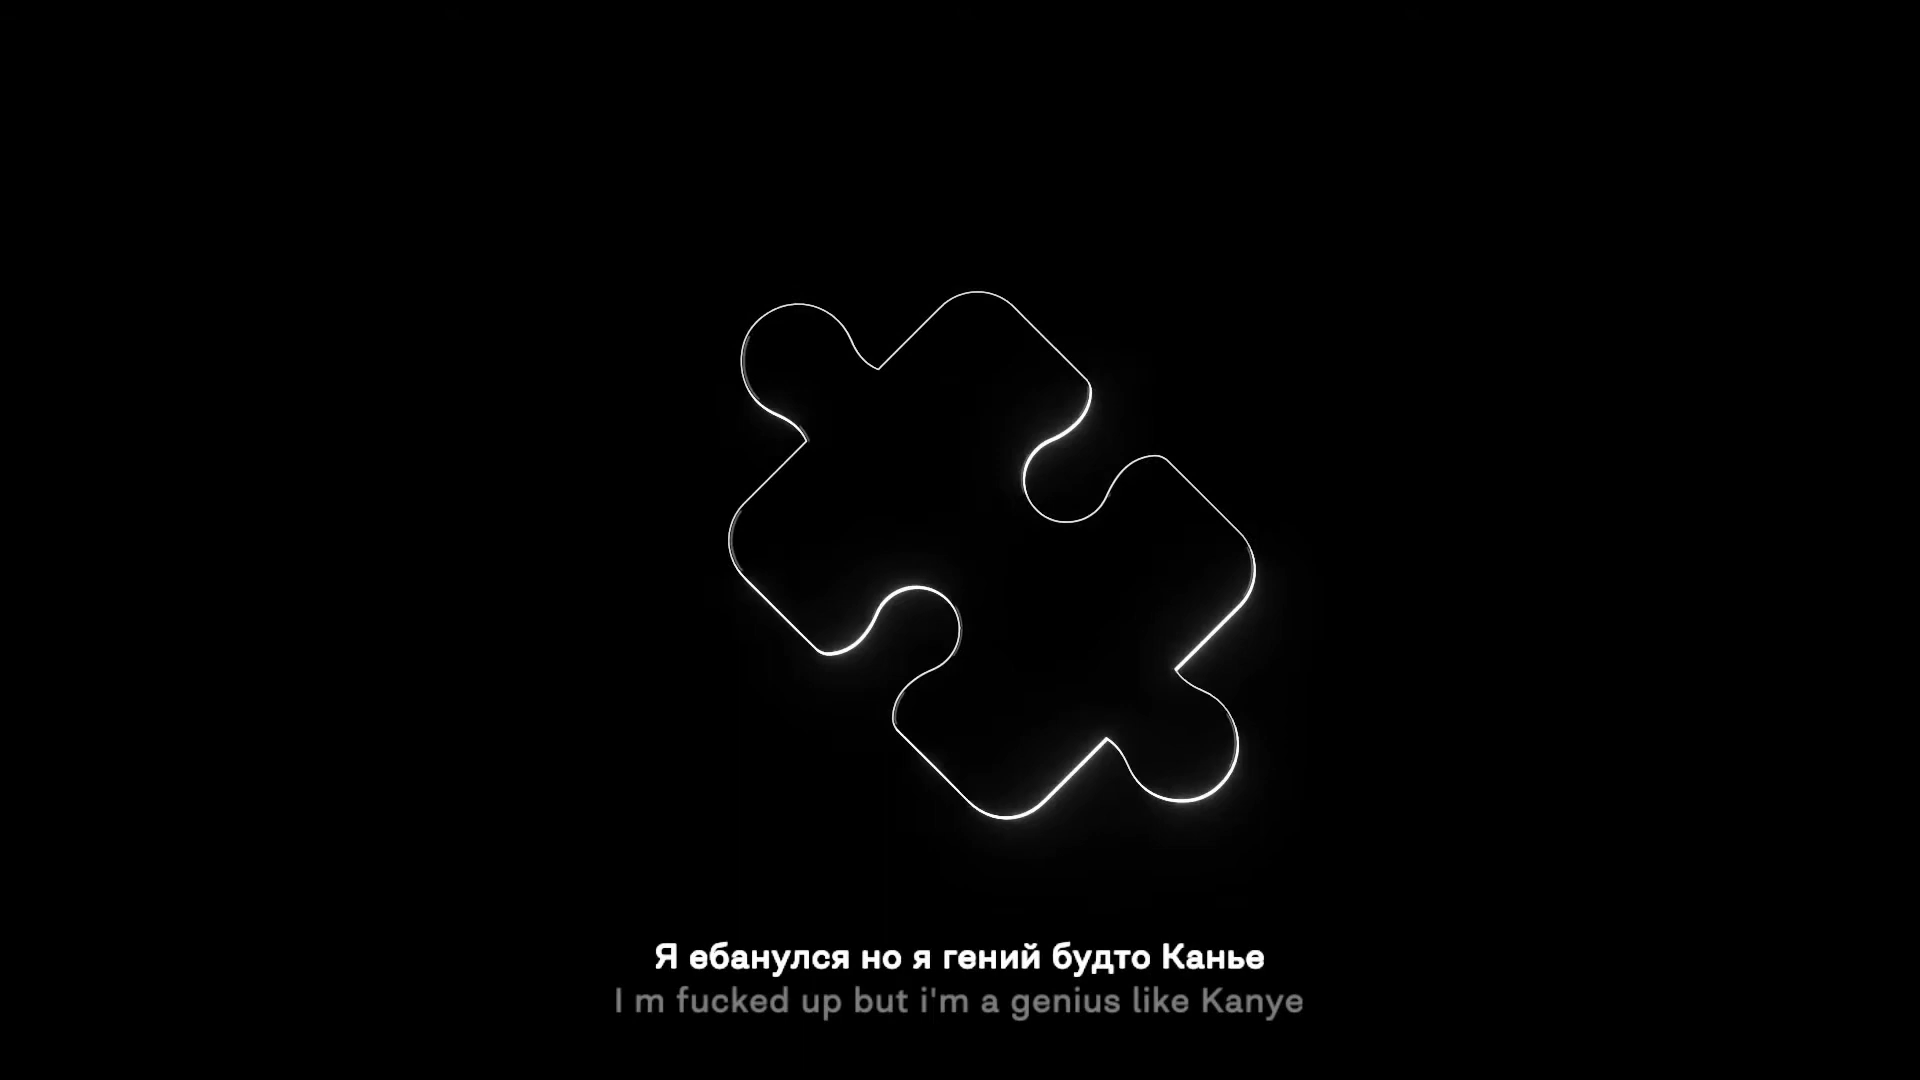 Я ебанулся но я гений будто Канье
I m fucked up but i'm a genius like Kanye